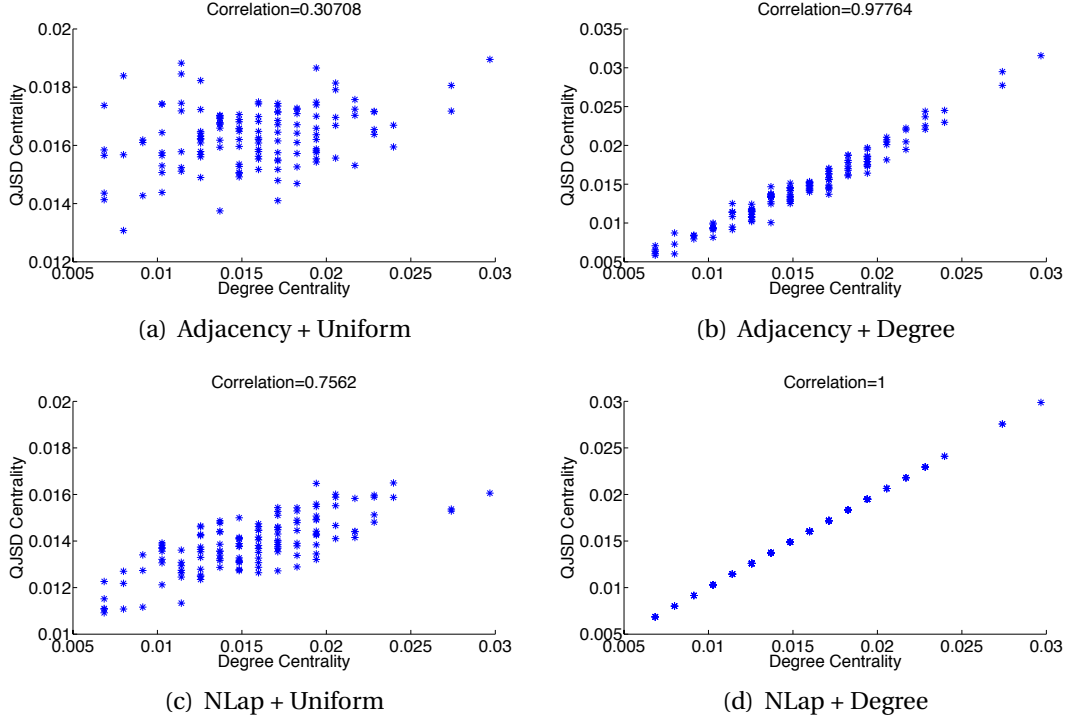 Correlation=0.30708
0.02
0.018
0.016
0.014
0.012
QJSD Centrality
0.005 0.01 0.015 0.02 0.025 0.03
Degree Centrality
(a) Adjacency + Uniform
Correlation=0.97764
0.035
0.03
0.025
0.02
0.015
0.01
0.005
QJSD Centrality
0.005 0.01 0.015 0.02 0.025 0.03
Degree Centrality
(b) Adjacency + Degree
Correlation=0.7562
0.02
0.018
0.016
0.014
0.012
0.01
QJSD Centrality
0.005 0.01 0.015 0.02 0.025 0.03
Degree Centrality
(c) NLap + Uniform
Correlation=1
0.03
0.025
0.02
0.015
0.01
0.005
QJSD Centrality
0.005 0.01 0.015 0.02 0.025 0.03
Degree Centrality
(d) NLap + Degree